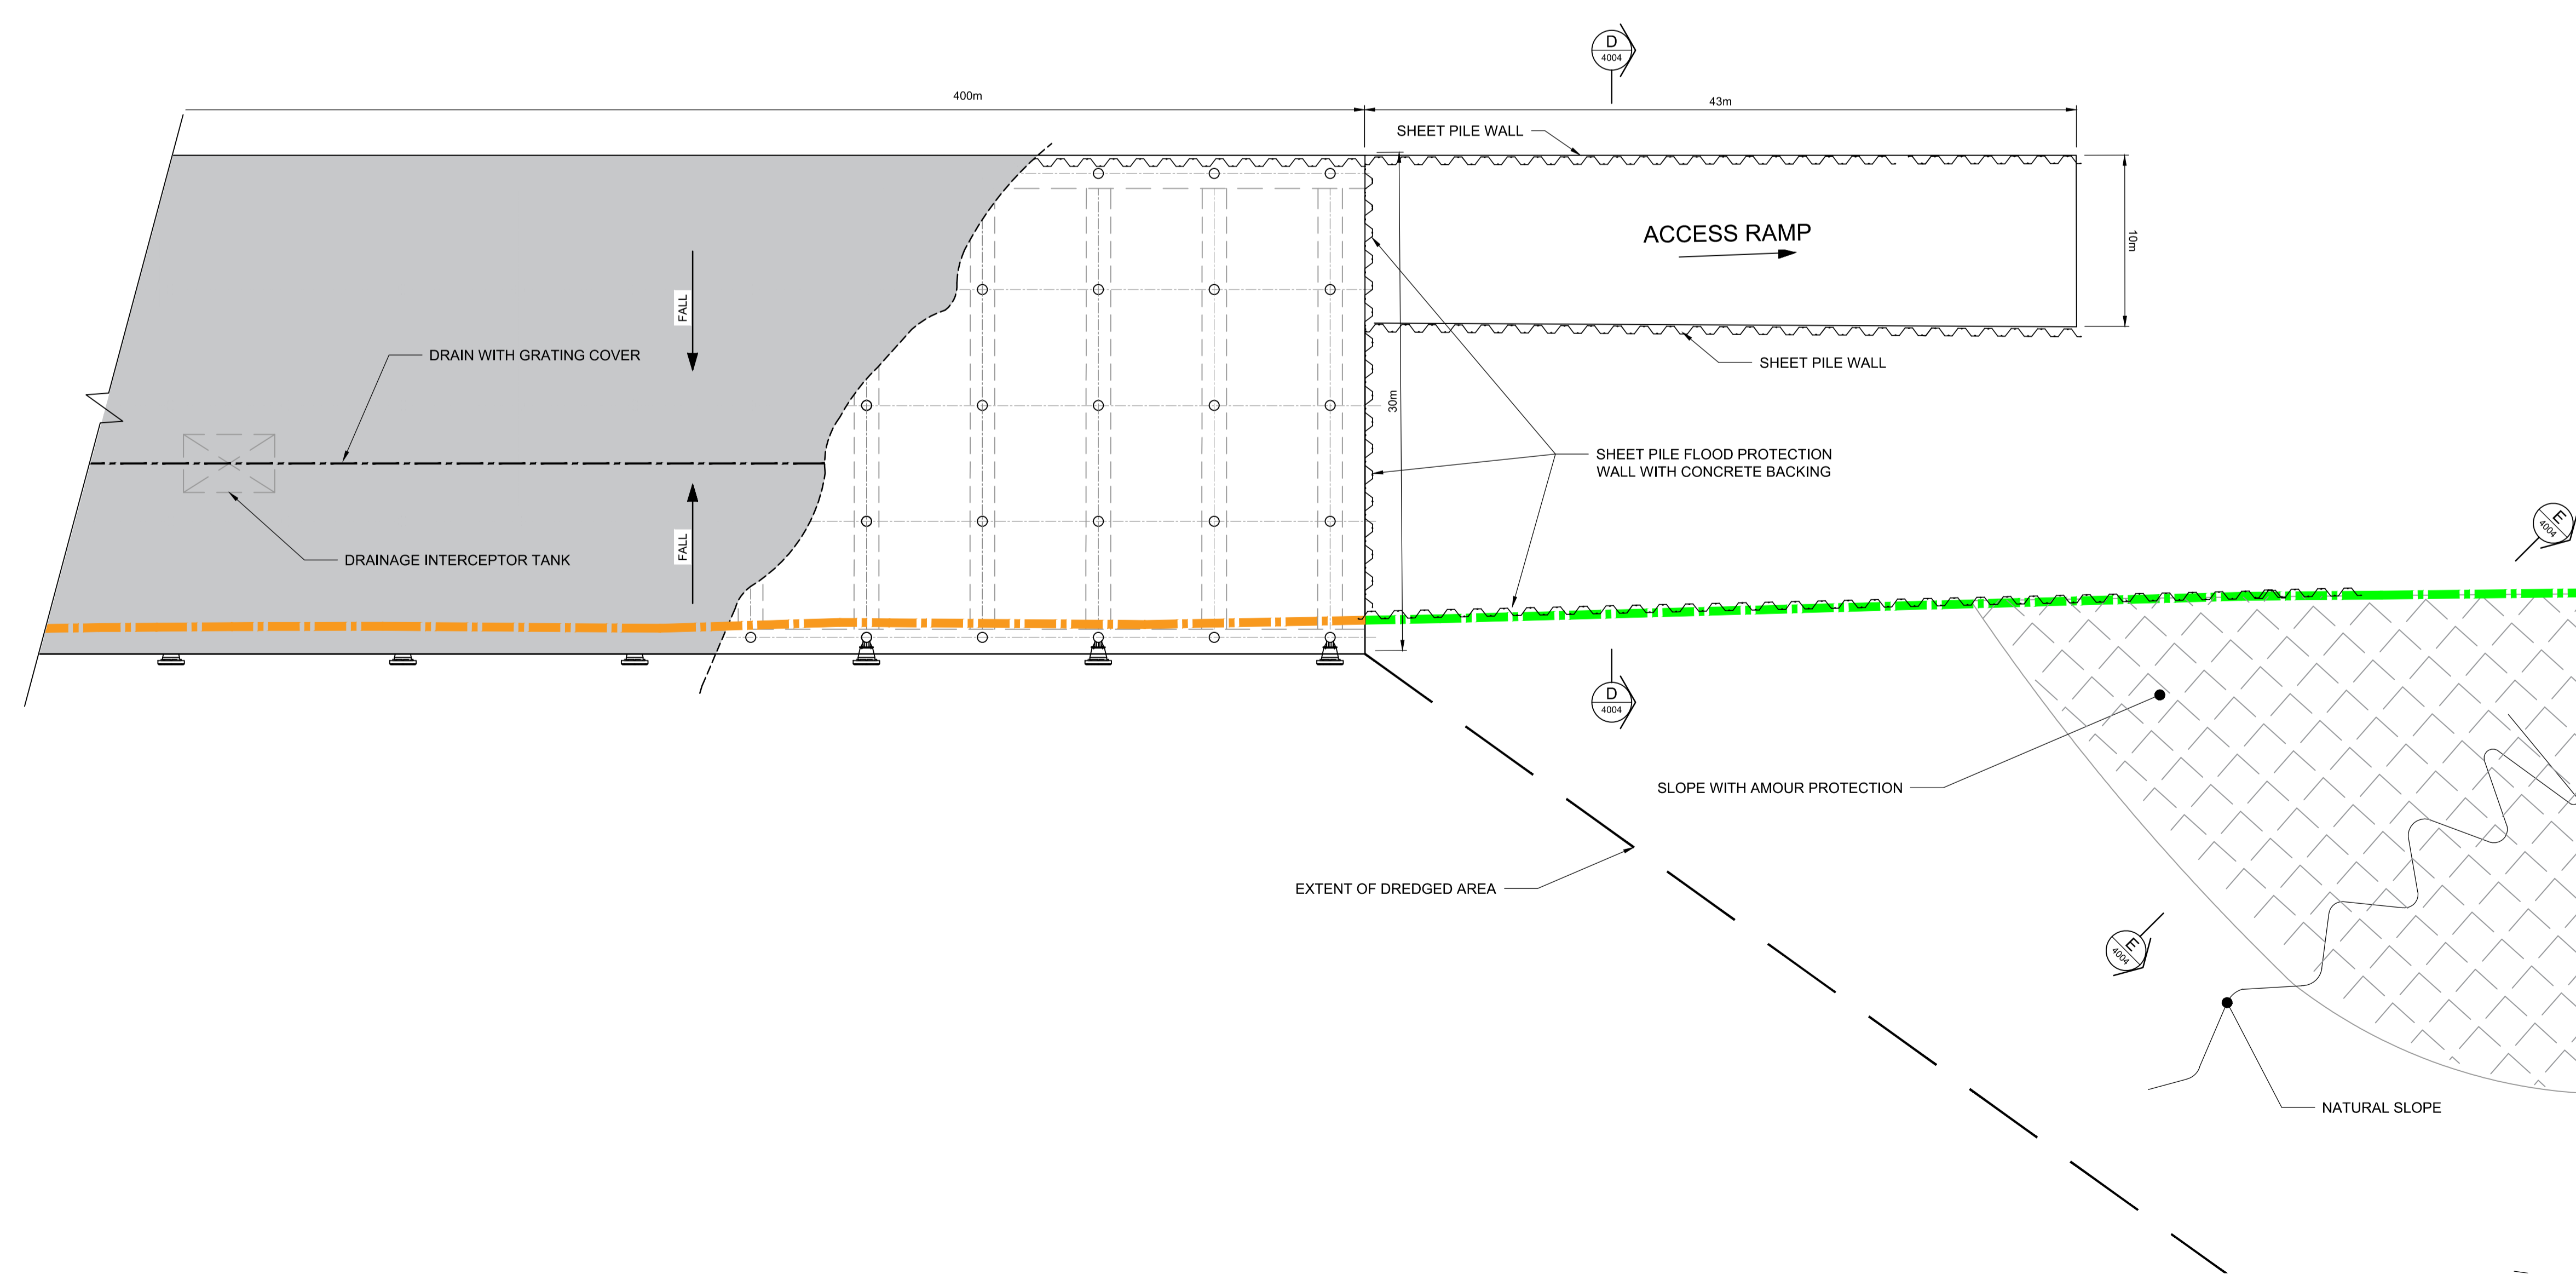 D
4004
400m
43m
SHEET PILE WALL
ACCESS RAMP
10m
FALL
DRAIN WITH GRATING COVER
SHEET PILE WALL
30m
SHEET PILE FLOOD PROTECTION
WALL WITH CONCRETE BACKING
E
4004
FALL
DRAINAGE INTERCEPTOR TANK
D
4004
SLOPE WITH AMOUR PROTECTION
EXTENT OF DREDGED AREA
E
4004
NATURAL SLOPE